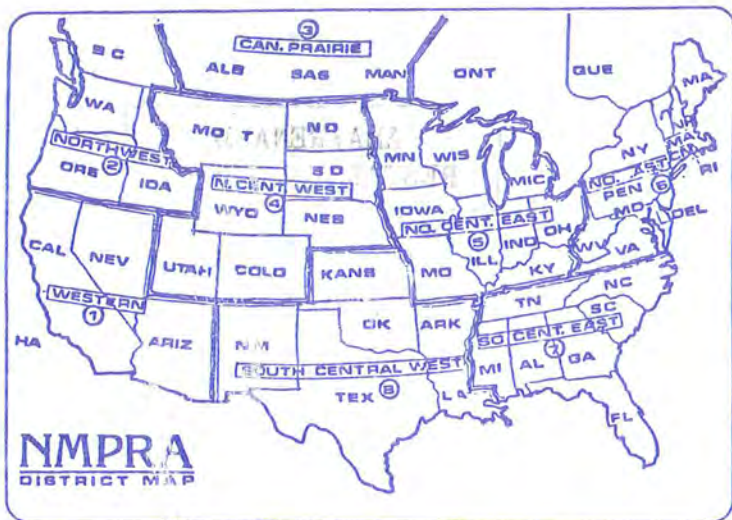 3
CAN. PRAIRIE
BC
ALB SAS MAN ONT QUE
MA
WA
MO T ND
NORTHWEST
2
ORE IDA
SD
MN WIS
MIC
NY
N. CENT. WEST
WYO 4
NEB
IOWA
NO. CENT. EAST
5
ILL IND OH
PEN 6
RI
MD DEL
WV VA
CAL NEV UTAH COLO KANS MO KY
WESTERN
1
HA ARIZ NM OK ARK TN NC
SC
SO CENT. EAST
7
MI AL GA
SOUTH CENTRAL WEST
TEX 8 LA
FL
NMPRA
DISTRICT MAP